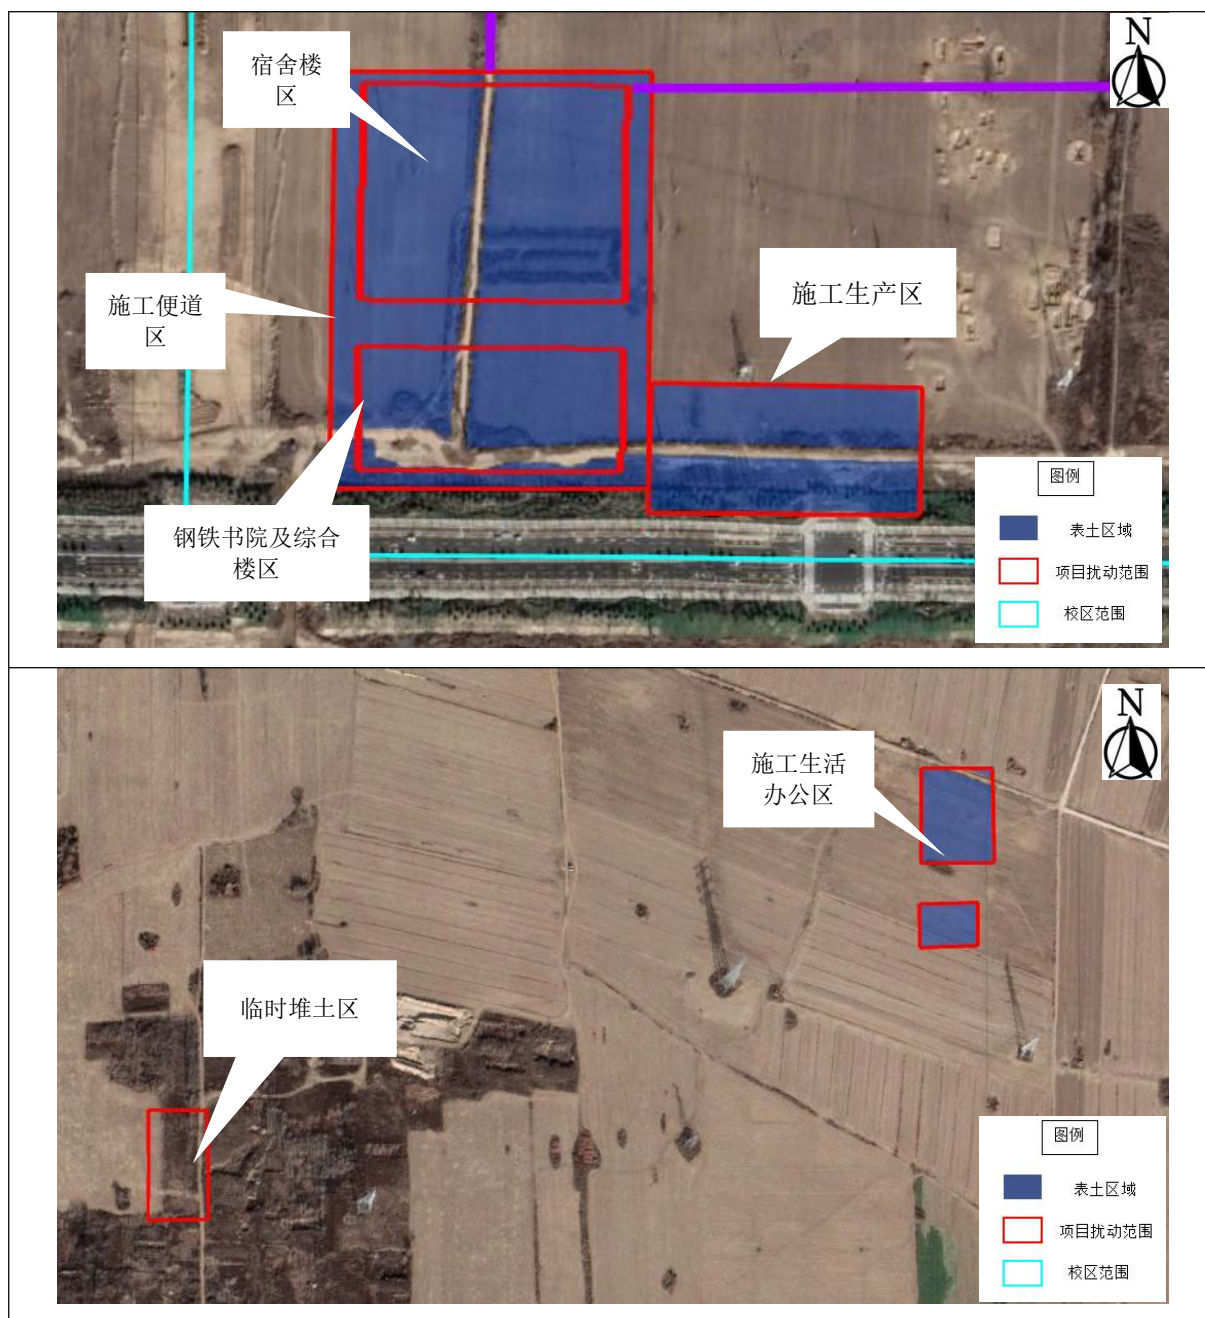 N
宿舍楼
区
施工便道
区
施工生产区
钢铁书院及综合
楼区
图例
表土区域
项目扰动范围
校区范围
N
施工生活
办公区
临时堆土区
图例
表土区域
项目扰动范围
校区范围